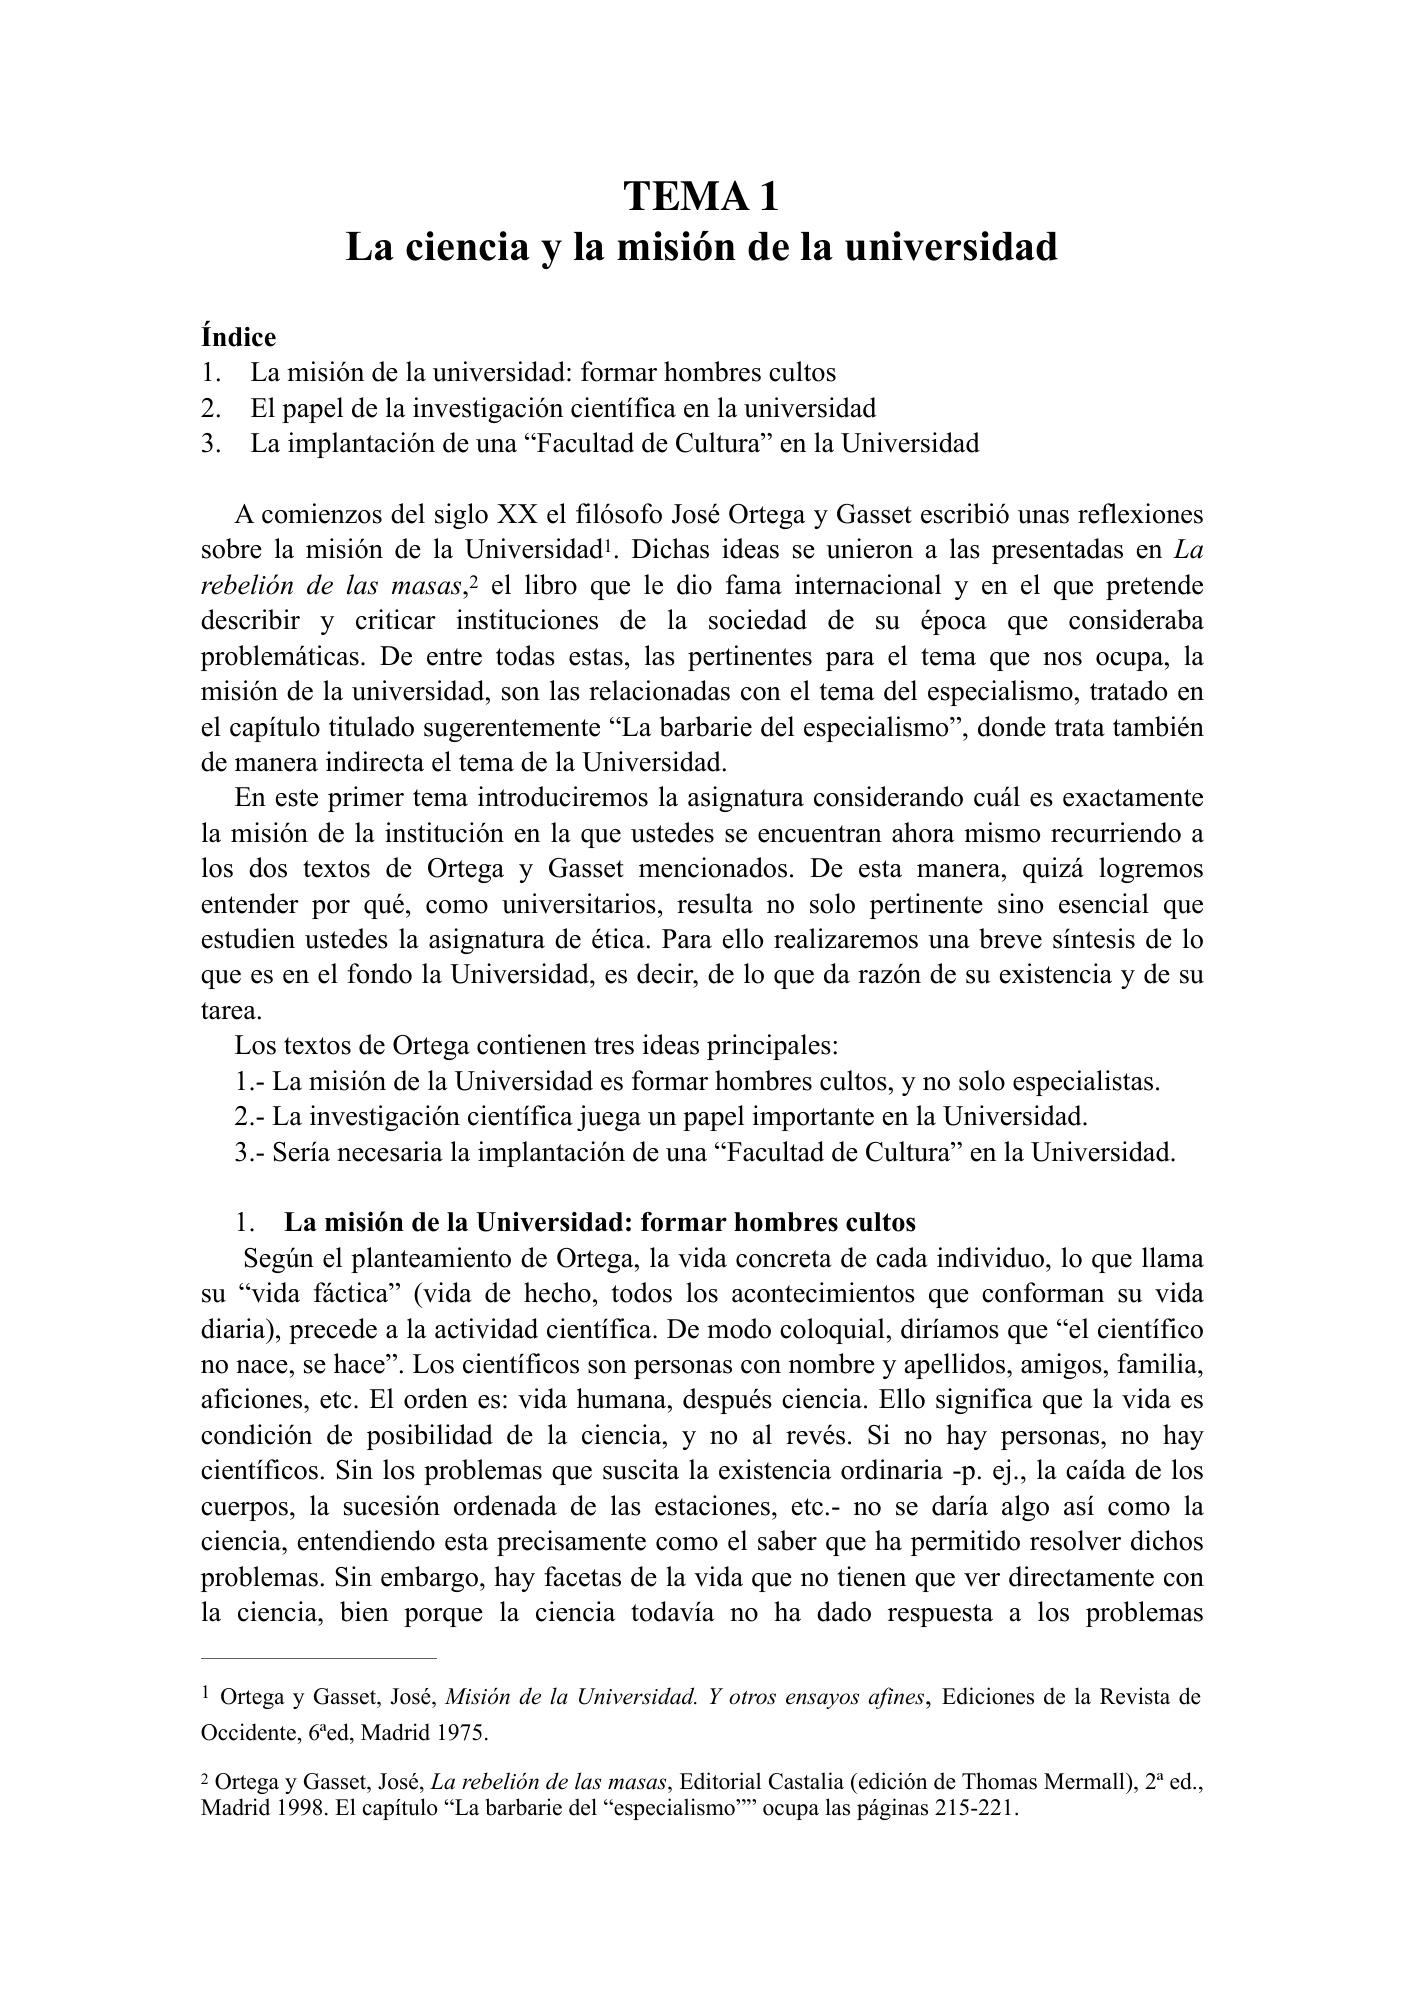 TEMA 1
La ciencia y la misión de la universidad
Índice
1. La misión de la universidad: formar hombres cultos
2. El papel de la investigación científica en la universidad
3. La implantación de una “Facultad de Cultura” en la Universidad
A comienzos del siglo XX el filósofo José Ortega y Gasset escribió unas reflexiones
sobre la misión de la Universidad1. Dichas ideas se unieron a las presentadas en La
rebelión de las masas,2 el libro que le dio fama internacional y en el que pretende
describir y criticar instituciones de la sociedad de su época que consideraba
problemáticas. De entre todas estas, las pertinentes para el tema que nos ocupa, la
misión de la universidad, son las relacionadas con el tema del especialismo, tratado en
el capítulo titulado sugerentemente “La barbarie del especialismo”, donde trata también
de manera indirecta el tema de la Universidad.
En este primer tema introduciremos la asignatura considerando cuál es exactamente
la misión de la institución en la que ustedes se encuentran ahora mismo recurriendo a
los dos textos de Ortega y Gasset mencionados. De esta manera, quizá logremos
entender por qué, como universitarios, resulta no solo pertinente sino esencial que
estudien ustedes la asignatura de ética. Para ello realizaremos una breve síntesis de lo
que es en el fondo la Universidad, es decir, de lo que da razón de su existencia y de su
tarea.
Los textos de Ortega contienen tres ideas principales:
1.- La misión de la Universidad es formar hombres cultos, y no solo especialistas.
2.- La investigación científica juega un papel importante en la Universidad.
3.- Sería necesaria la implantación de una “Facultad de Cultura” en la Universidad.
1. La misión de la Universidad: formar hombres cultos
Según el planteamiento de Ortega, la vida concreta de cada individuo, lo que llama
su “vida fáctica” (vida de hecho, todos los acontecimientos que conforman su vida
diaria), precede a la actividad científica. De modo coloquial, diríamos que “el científico
no nace, se hace”. Los científicos son personas con nombre y apellidos, amigos, familia,
aficiones, etc. El orden es: vida humana, después ciencia. Ello significa que la vida es
condición de posibilidad de la ciencia, y no al revés. Si no hay personas, no hay
científicos. Sin los problemas que suscita la existencia ordinaria -p. ej., la caída de los
cuerpos, la sucesión ordenada de las estaciones, etc.- no se daría algo así como la
ciencia, entendiendo esta precisamente como el saber que ha permitido resolver dichos
problemas. Sin embargo, hay facetas de la vida que no tienen que ver directamente con
la ciencia, bien porque la ciencia todavía no ha dado respuesta a los problemas
1 Ortega y Gasset, José, Misión de la Universidad. Y otros ensayos afines, Ediciones de la Revista de
Occidente, 6ªed, Madrid 1975.
2 Ortega y Gasset, José, La rebelión de las masas, Editorial Castalia (edición de Thomas Mermall), 2ª ed.,
Madrid 1998. El capítulo “La barbarie del “especialismo”” ocupa las páginas 215-221.